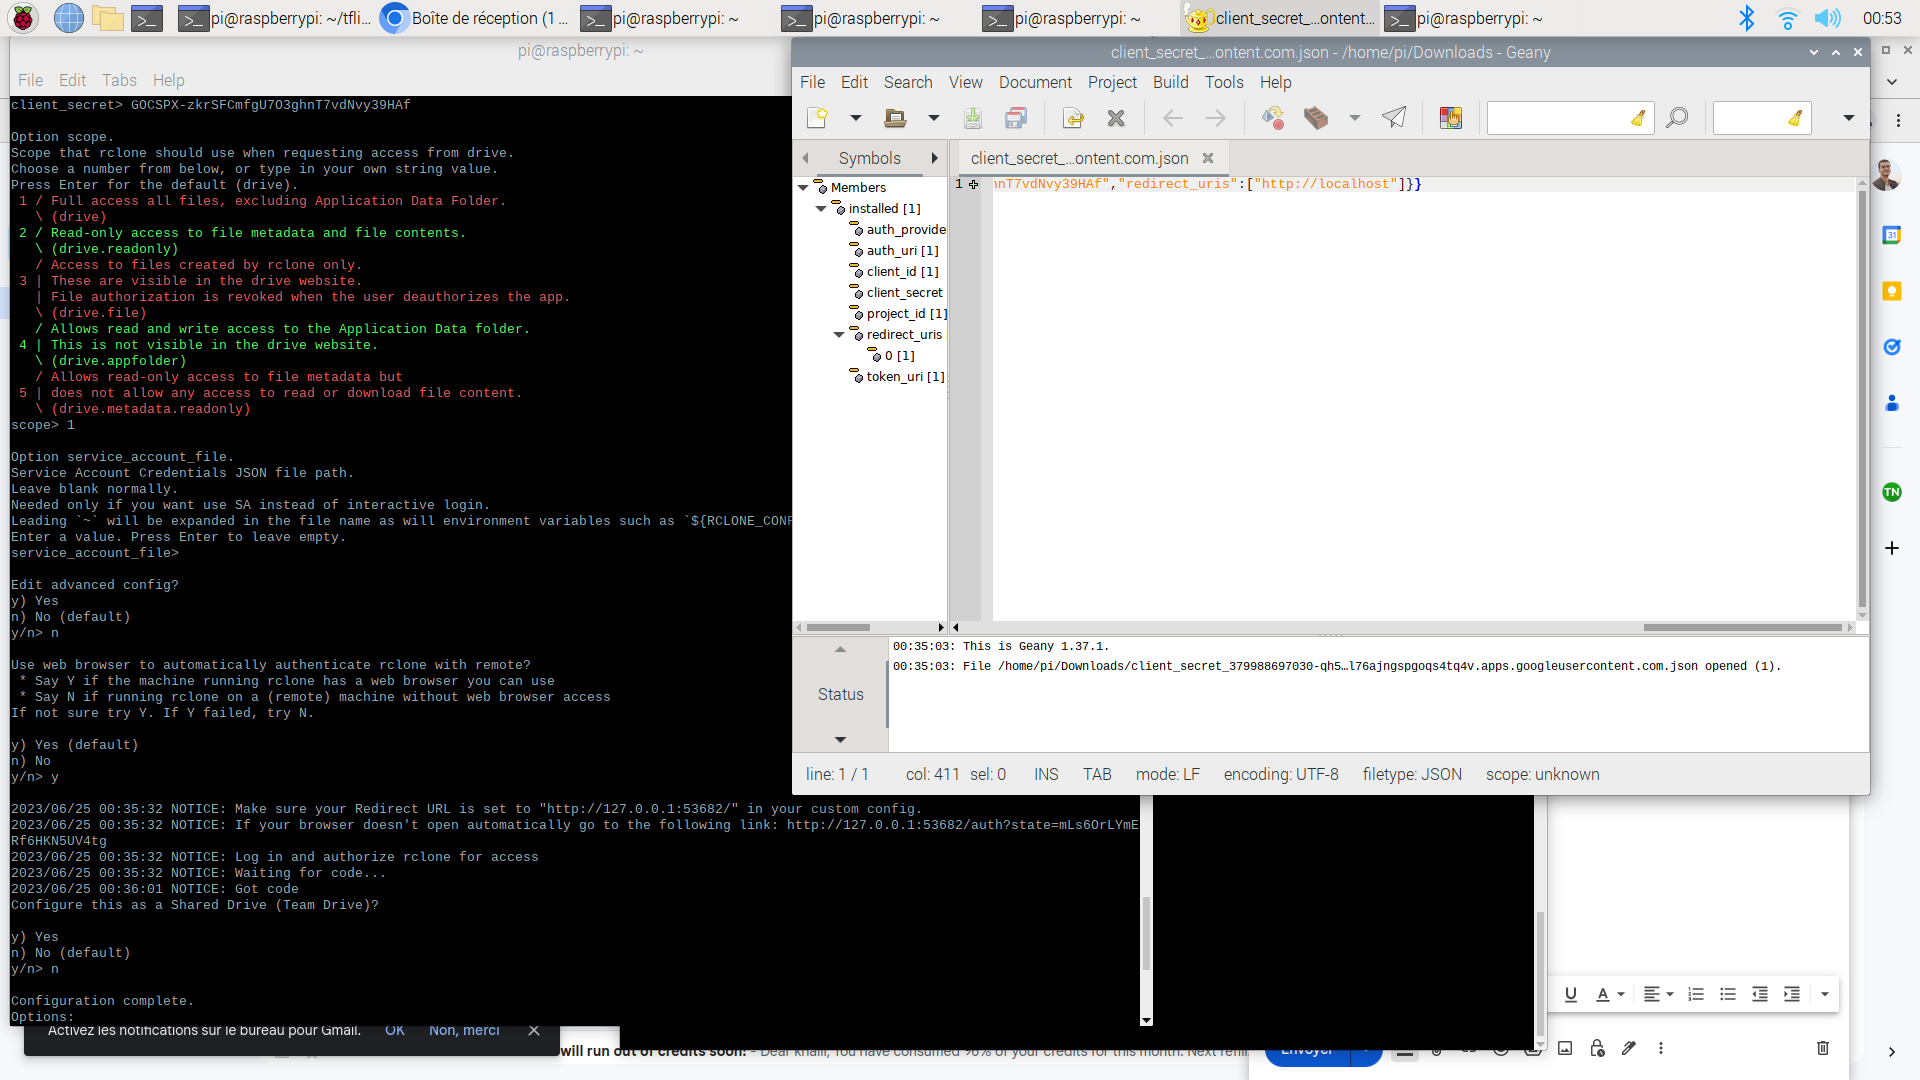 pi@raspberrypi: ~/tfli...
Boîte de réception (1 ...
pi@raspberrypi: ~
pi@raspberrypi: ~
pi@raspberrypi: ~
client_secret_...ontent...
pi@raspberrypi: ~
00:53
pi@raspberrypi: ~
File Edit Tabs Help
client_secret> 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
Option scope.
Scope that rclone should use when requesting access from drive.
Choose a number from below, or type in your own string value.
Press Enter for the default (drive).
1 / Full access all files, excluding Application Data Folder.
\ (drive)
2 / Read-only access to file metadata and file contents.
\ (drive.readonly)
/ Access to files created by rclone only.
3 | These are visible in the drive website.
| File authorization is revoked when the user deauthorizes the app.
\ (drive.file)
/ Allows read and write access to the Application Data folder.
4 | This is not visible in the drive website.
\ (drive.appfolder)
/ Allows read-only access to file metadata but
5 | does not allow any access to read or download file content.
\ (drive.metadata.readonly)
scope> 1
Option service_account_file.
Service Account Credentials JSON file path.
Leave blank normally.
Needed only if you want use SA instead of interactive login.
Leading `~` will be expanded in the file name as will environment variables such as `${RCLONE_CONF
Enter a value. Press Enter to leave empty.
service_account_file>
Edit advanced config?
y) Yes
n) No (default)
y/n> n
Use web browser to automatically authenticate rclone with remote?
* Say Y if the machine running rclone has a web browser you can use
* Say N if running rclone on a (remote) machine without web browser access
If not sure try Y. If Y failed, try N.
y) Yes (default)
n) No
y/n> y
2023/06/25 00:35:32 NOTICE: Make sure your Redirect URL is set to "http://127.0.0.1:53682/" in your custom config.
2023/06/25 00:35:32 NOTICE: If your browser doesn't open automatically go to the following link: http://127.0.0.1:53682/auth?state=mLs6OrLYmE
Rf6HKN5UV4tg
2023/06/25 00:35:32 NOTICE: Log in and authorize rclone for access
2023/06/25 00:35:32 NOTICE: Waiting for code...
2023/06/25 00:36:01 NOTICE: Got code
Configure this as a Shared Drive (Team Drive)?
y) Yes
n) No (default)
y/n> n
Configuration complete.
Options:
client_secret_...ontent.com.json - /home/pi/Downloads - Geany
File Edit Search View Document Project Build Tools Help
Symbols
client_secret_...ontent.com.json
Members
installed [1]
auth_provide
auth_uri [1]
client_id [1]
client_secret
project_id [1]
redirect_uris
0 [1]
token_uri [1]
1 nnT7vdNvy39HAf","redirect_uris":["http://localhost"]}}
Status
00:35:03: This is Geany 1.37.1.
00:35:03: File /home/pi/Downloads/client_secret_379988697030-qh5…l76ajngspgoqs4tq4v.apps.googleusercontent.com.json opened (1).
line: 1 / 1 col: 411 sel: 0 INS TAB mode: LF encoding: UTF-8 filetype: JSON scope: unknown
31
TN
U A
Activez les notifications sur le bureau pour Gmail. OK Non, merci
will run out of credits soon! - Dear khalil, You have consumed 96% of your credits for this month. Next remi
Envoyer